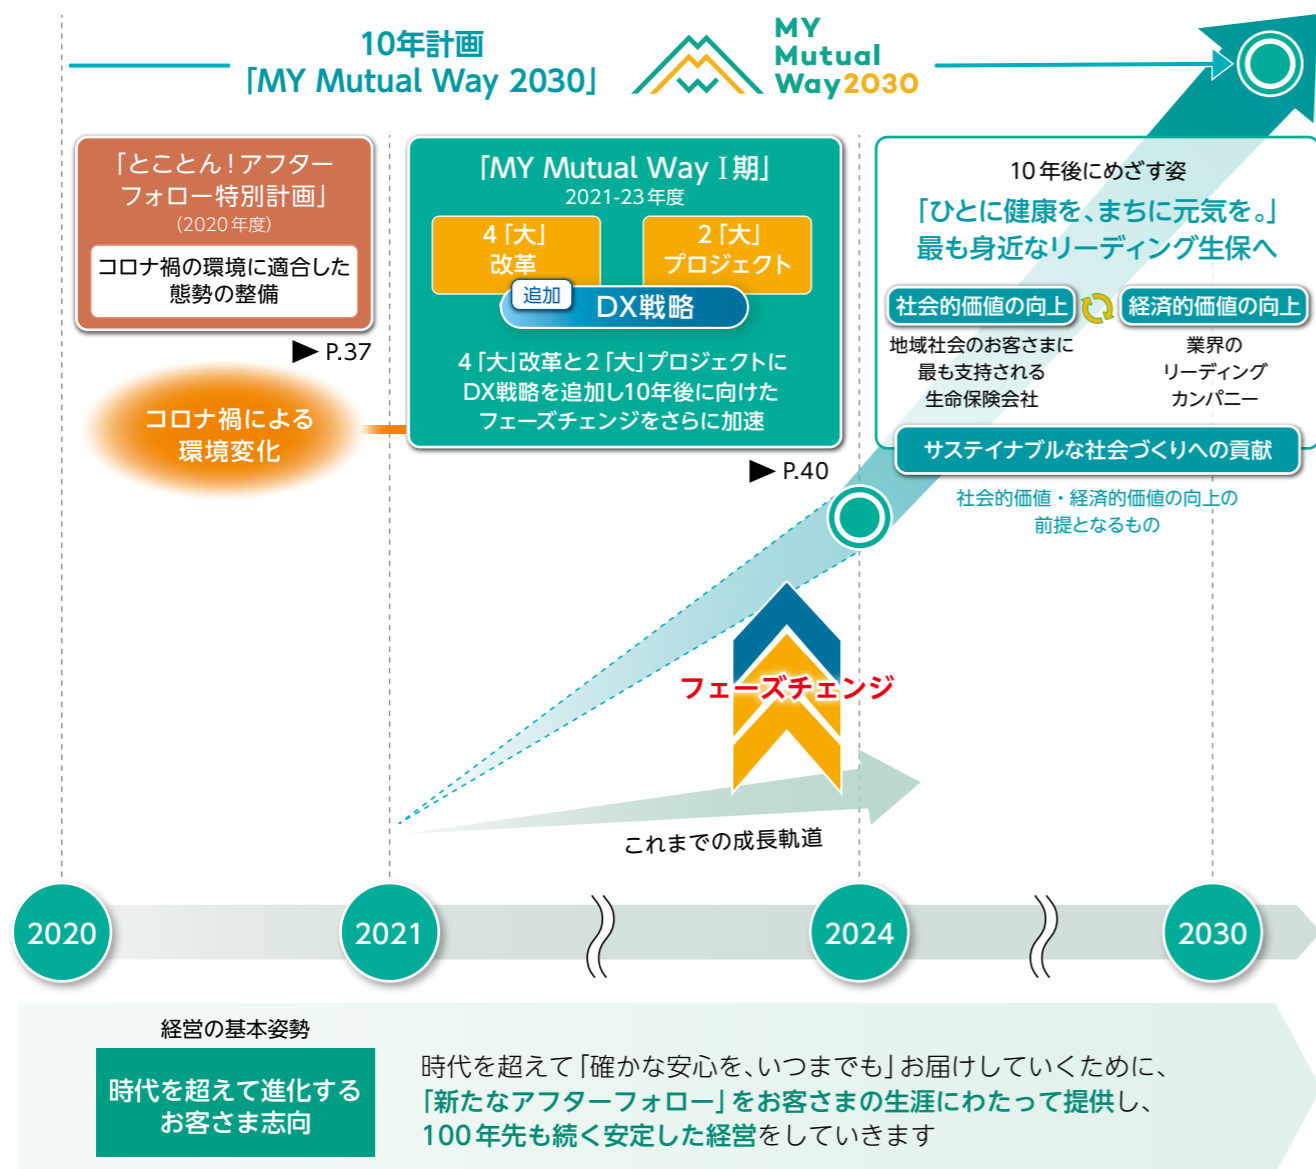 10年計画
「MY Mutual Way 2030」
MY
Mutual
Way2030
「とことん！アフター
フォロー特別計画」
（2020年度）
コロナ禍の環境に適合した
態勢の整備
▶ P.37
コロナ禍による
環境変化
「MY Mutual Way Ⅰ期」
2021-23年度
4「大」
改革
2「大」
プロジェクト
追加
DX戦略
4「大」改革と2「大」プロジェクトに
DX戦略を追加し10年後に向けた
フェーズチェンジをさらに加速
▶ P.40
10年後にめざす姿
「ひとに健康を、まちに元気を。」
最も身近なリーディング生保へ
社会的価値の向上
地域社会のお客さまに
最も支持される
生命保険会社
経済的価値の向上
業界の
リーディング
カンパニー
サステイナブルな社会づくりへの貢献
社会的価値・経済的価値の向上の
前提となるもの
フェーズチェンジ
これまでの成長軌道
2020
2021
2024
2030
経営の基本姿勢
時代を超えて進化する
お客さま志向
時代を超えて「確かな安心を、いつまでも」お届けしていくために、
「新たなアフターフォロー」をお客さまの生涯にわたって提供し、
100年先も続く安定した経営をしていきます